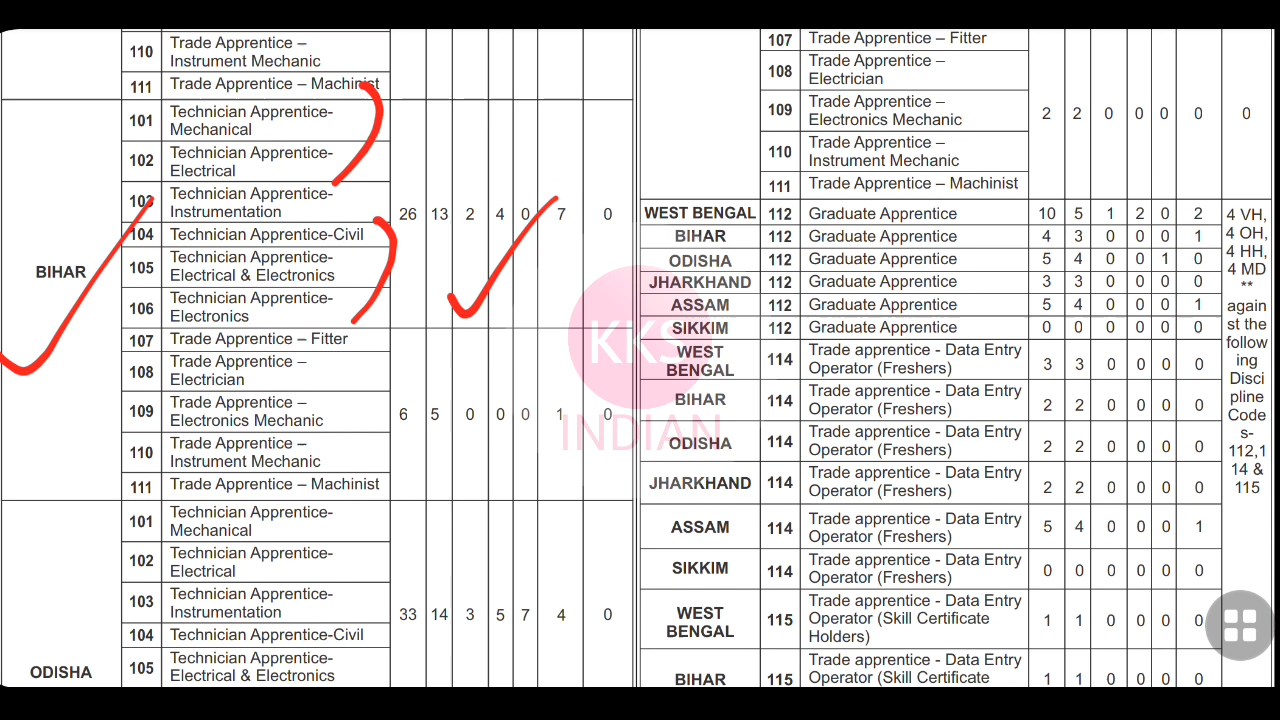 110 Trade Apprentice –
Instrument Mechanic
111 Trade Apprentice – Machinist
BIHAR
101 Technician Apprentice-
Mechanical
102 Technician Apprentice-
Electrical
103 Technician Apprentice-
Instrumentation
104 Technician Apprentice-Civil
105 Technician Apprentice-
Electrical & Electronics
106 Technician Apprentice-
Electronics
26 13 2 4 0 7 0
107 Trade Apprentice – Fitter
108 Trade Apprentice –
Electrician
109 Trade Apprentice –
Electronics Mechanic
110 Trade Apprentice –
Instrument Mechanic
111 Trade Apprentice – Machinist
6 5 0 0 0 1 0
ODISHA
101 Technician Apprentice-
Mechanical
102 Technician Apprentice-
Electrical
103 Technician Apprentice-
Instrumentation
104 Technician Apprentice-Civil
105 Technician Apprentice-
Electrical & Electronics
33 14 3 5 7 4 0
107 Trade Apprentice – Fitter
108 Trade Apprentice –
Electrician
109 Trade Apprentice –
Electronics Mechanic
110 Trade Apprentice –
Instrument Mechanic
111 Trade Apprentice – Machinist
2 2 0 0 0 0 0
WEST BENGAL 112 Graduate Apprentice 10 5 1 2 0 2
BIHAR 112 Graduate Apprentice 4 3 0 0 0 1
ODISHA 112 Graduate Apprentice 5 4 0 0 1 0
JHARKHAND 112 Graduate Apprentice 3 3 0 0 0 0
ASSAM 112 Graduate Apprentice 5 4 0 0 0 1
SIKKIM 112 Graduate Apprentice 0 0 0 0 0 0
WEST
BENGAL
114 Trade apprentice - Data Entry
Operator (Freshers)
3 3 0 0 0 0
BIHAR 114 Trade apprentice - Data Entry
Operator (Freshers)
2 2 0 0 0 0
ODISHA 114 Trade apprentice - Data Entry
Operator (Freshers)
2 2 0 0 0 0
JHARKHAND 114 Trade apprentice - Data Entry
Operator (Freshers)
2 2 0 0 0 0
ASSAM 114 Trade apprentice - Data Entry
Operator (Freshers)
5 4 0 0 0 1
SIKKIM 114 Trade apprentice - Data Entry
Operator (Freshers)
0 0 0 0 0 0
WEST
BENGAL
115 Trade apprentice - Data Entry
Operator (Skill Certificate
Holders)
1 1 0 0 0 0
BIHAR 115 Trade apprentice - Data Entry
Operator (Skill Certificate
1 1 0 0 0 0
4 VH,
4 OH,
4 HH,
4 MD
**
again
st the
follow
ing
Disci
pline
Code
s-
112,1
14 &
115
KKS
INDIAN